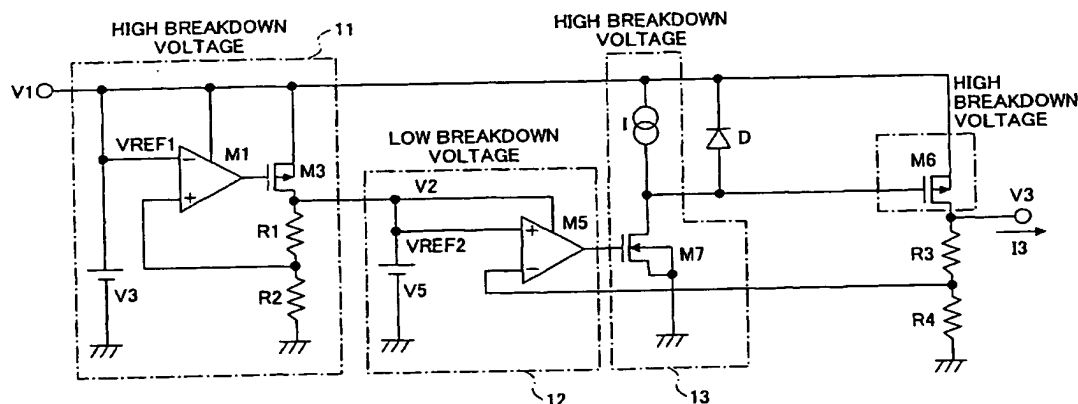 HIGH BREAKDOWN
VOLTAGE
11
HIGH BREAKDOWN
VOLTAGE
HIGH
BREAKDOWN
VOLTAGE
V1
VREF1
M1
M3
R1
R2
V3
LOW BREAKDOWN
VOLTAGE
V2
VREF2
M5
V5
12
I
D
M7
13
M6
V3
I3
R3
R4
+
−
+
−